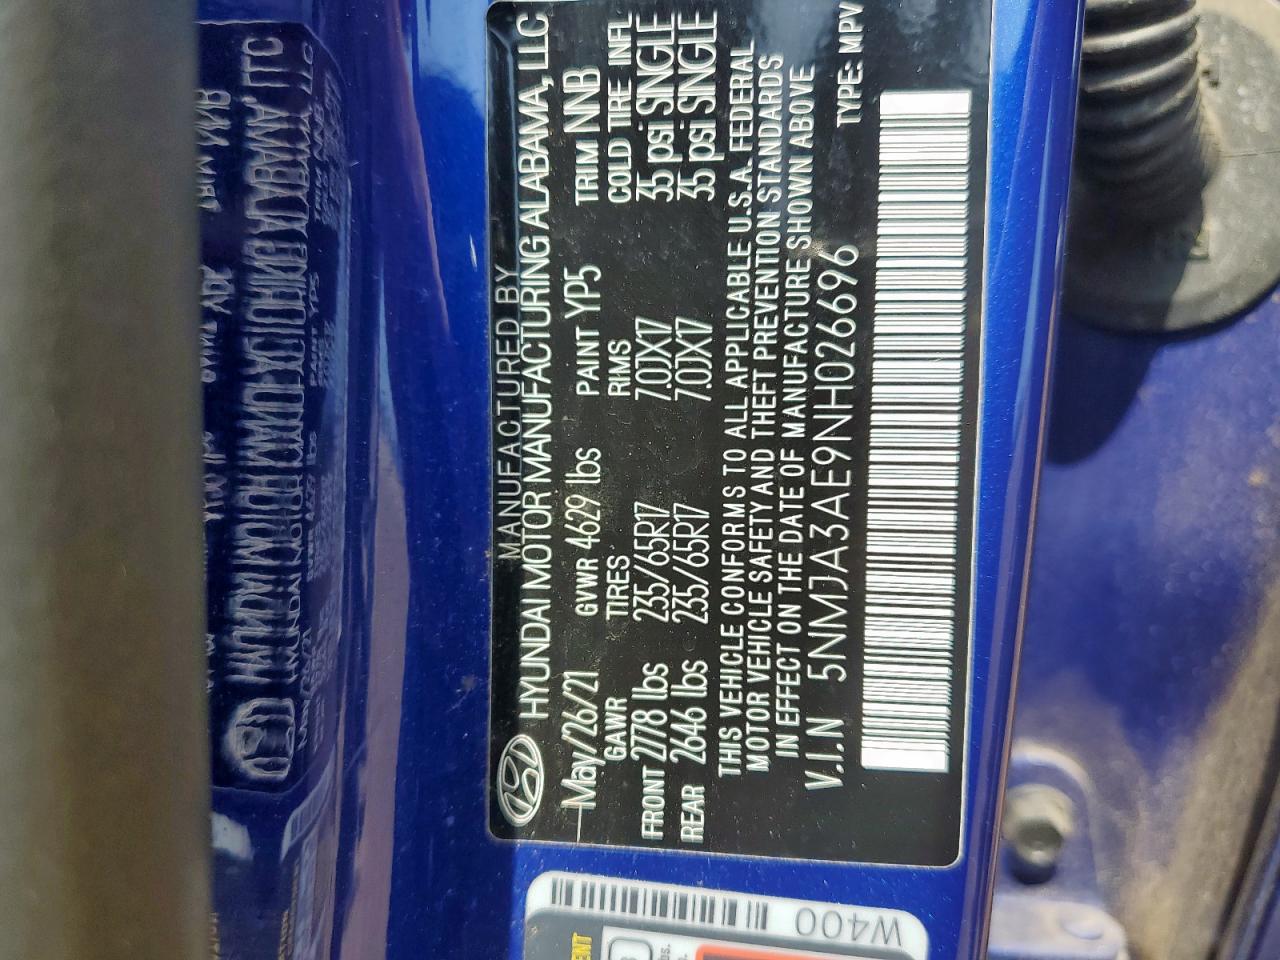 MANUFACTURED BY
HYUNDAI MOTOR MANUFACTURING ALABAMA, LLC
May/26/21 GVWR 4629 lbs PAINT YP5 TRIM NNB
GAWR TIRES RIMS COLD TIRE INFL
FRONT 2778 lbs 235/65R17 7.0JX17 35 psi SINGLE
REAR 2646 lbs 235/65R17 7.0JX17 35 psi SINGLE
THIS VEHICLE CONFORMS TO ALL APPLICABLE U.S.A. FEDERAL
MOTOR VEHICLE SAFETY AND THEFT PREVENTION STANDARDS
IN EFFECT ON THE DATE OF MANUFACTURE SHOWN ABOVE
V.I.N 5NMJA3AE9NH026696 TYPE: MPV
W400